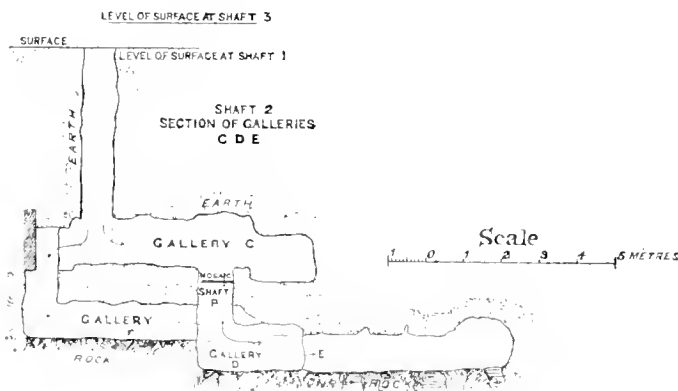 LEVEL OF SURFACE AT SHAFT 3
SURFACE
LEVEL OF SURFACE AT SHAFT 1
SHAFT 2
SECTION OF GALLERIES
C D E
EARTH
EARTH
GALLERY C
Scale
1 0 1 2 3 4 5 METRES
MOSAIC
SHAFT
P
GALLERY
F
GALLERY
D
E
ROCK
ROCK